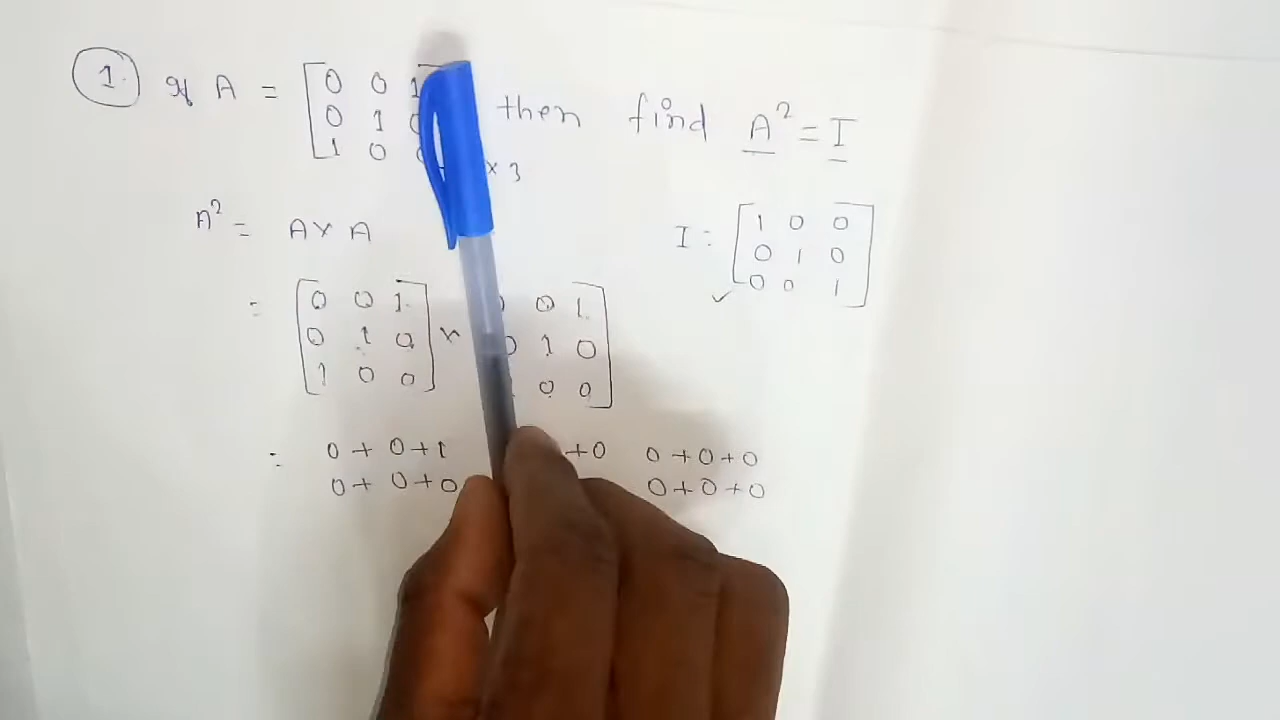 1. If A = [0 0 1 then find A² = I
0 1
1 0 × 3
A² = A × A I : [1 0 0
0 1 0
0 0 1]
= [0 0 1 × 0 1
0 1 0] 0 1 0
1 0 0 0 0]
: 0 + 0 + 1 + 0 0 + 0 + 0
0 + 0 + 0 0 + 0 + 0